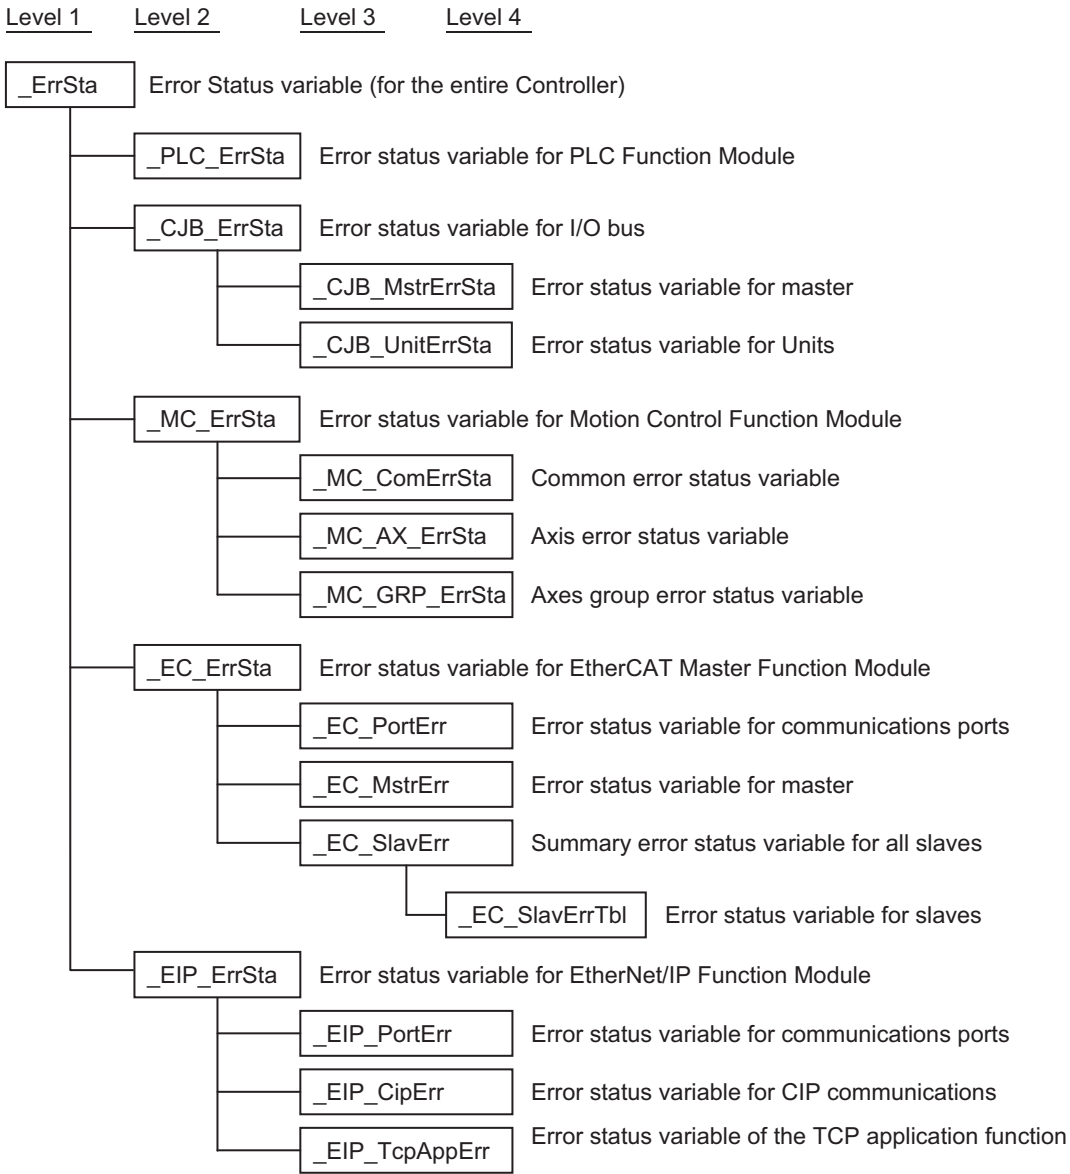 Level 1 Level 2 Level 3 Level 4
_ErrSta Error Status variable (for the entire Controller)
_PLC_ErrSta Error status variable for PLC Function Module
_CJB_ErrSta Error status variable for I/O bus
_CJB_MstrErrSta Error status variable for master
_CJB_UnitErrSta Error status variable for Units
_MC_ErrSta Error status variable for Motion Control Function Module
_MC_ComErrSta Common error status variable
_MC_AX_ErrSta Axis error status variable
_MC_GRP_ErrSta Axes group error status variable
_EC_ErrSta Error status variable for EtherCAT Master Function Module
_EC_PortErr Error status variable for communications ports
_EC_MstrErr Error status variable for master
_EC_SlavErr Summary error status variable for all slaves
_EC_SlavErrTbl Error status variable for slaves
_EIP_ErrSta Error status variable for EtherNet/IP Function Module
_EIP_PortErr Error status variable for communications ports
_EIP_CipErr Error status variable for CIP communications
_EIP_TcpAppErr Error status variable of the TCP application function